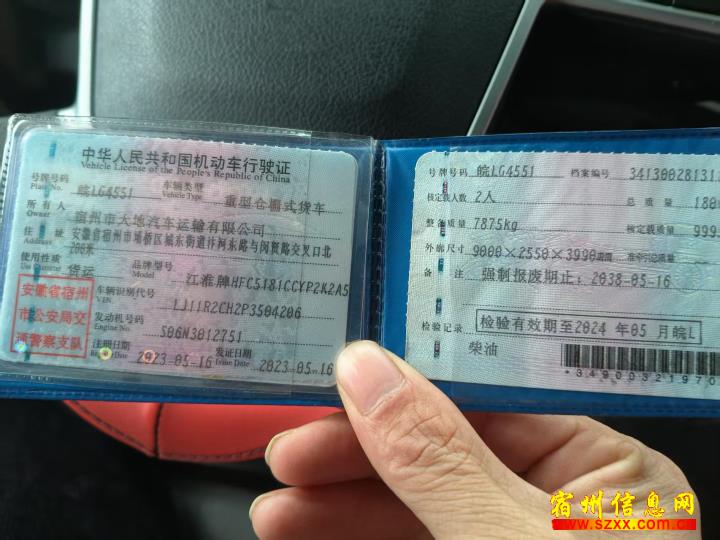 中华人民共和国机动车行驶证
Vehicle License of the People's Republic of China
号牌号码 皖LG4551 车辆类型 重型仓栅式货车
Plate No. Vehicle Type
所有人 宿州市大地汽车运输有限公司
Owner
住址 安徽省宿州市埇桥区城东街道汴河东路与闵贤路交叉口北
Address 200米
使用性质 货运 品牌型号 江淮牌HFC5181CCYP2K2A5
Model
安徽省宿州
市公安局交
通警察支队
车辆识别代号 LJ11R2CH2P3504206
VIN
发动机号码 S06N3012751
Engine No.
注册日期 2023-05-16 发证日期 2023-05-16
Issue Date
号牌号码 皖LG4551 档案编号 341300281313
核定载人数 2人 总质量 180
整备质量 7875kg 核定载质量 999
外廓尺寸 9000×2550×3990 准牵引总质量
备注 强制报废期止:2038-05-16
检验记录 检验有效期至2024年05月皖L
柴油
*3490032197 0
宿州信息网
www.szxx.com.cn